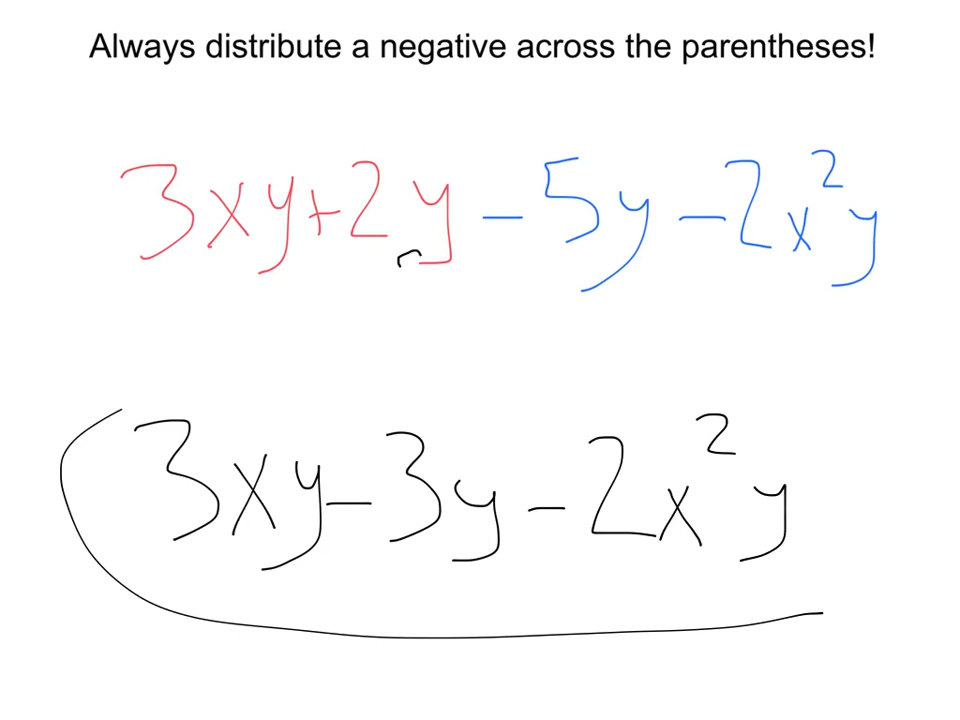 Always distribute a negative across the parentheses!
3xy+2y-5y-2x²y
3xy-3y-2x²y